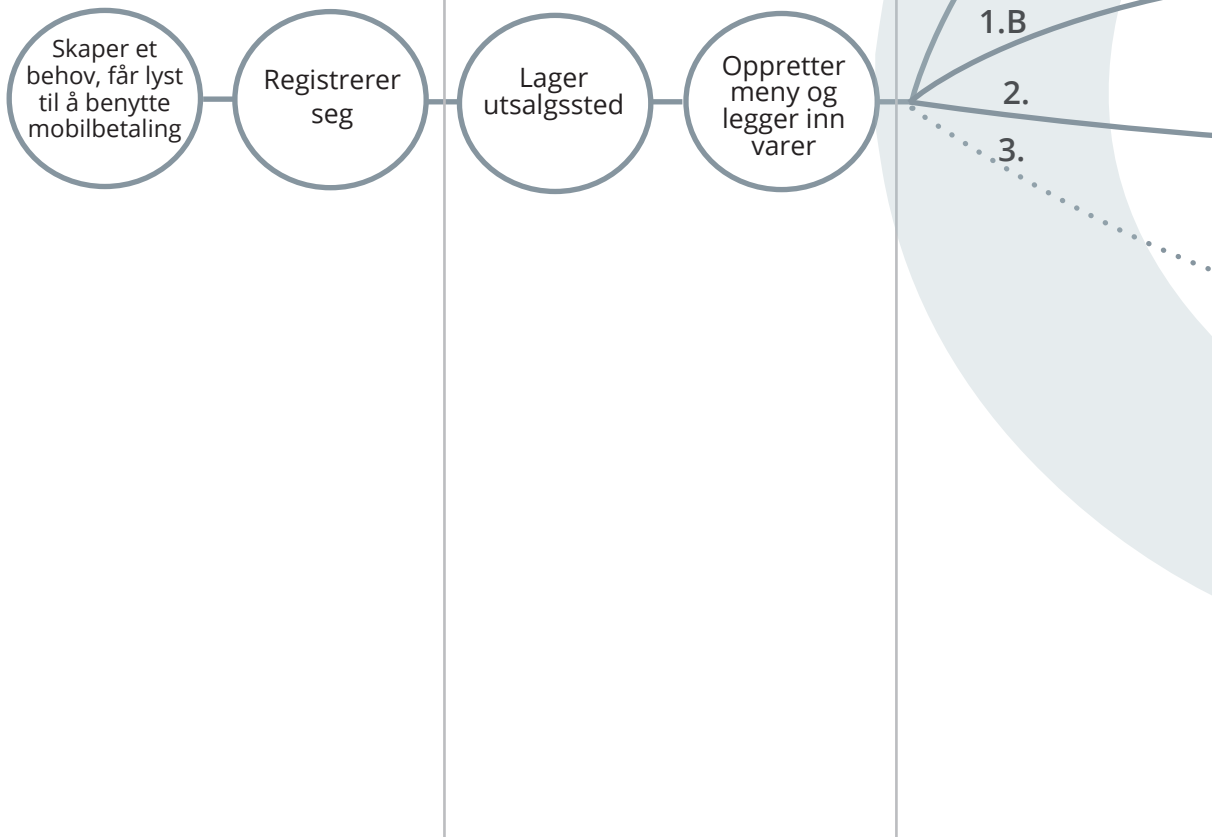 Skaper et
behov, får lyst
til å benytte
mobilbetaling
Registrerer
seg
Lager
utsalgssted
Oppretter
meny og
legger inn
varer
1.B
2.
3.